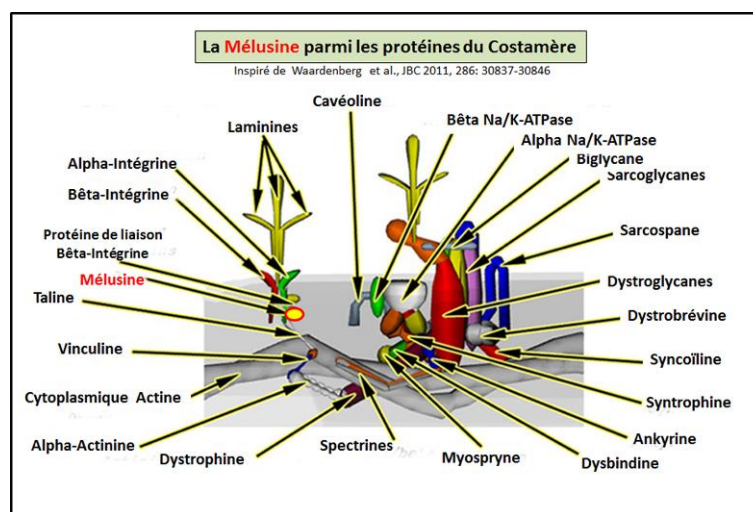 La Mélusine parmi les protéines du Costamère
Inspiré de Waardenberg et al., JBC 2011, 286: 30837-30846
Cavéoline
Bêta Na/K-ATPase
Laminines
Alpha Na/K-ATPase
Biglycane
Alpha-Intégrine
Sarcoglycanes
Bêta-Intégrine
Protéine de liaison
Bêta-Intégrine
Sarcospane
Mélusine
Dystroglycanes
Taline
Dystrobrévine
Vinculine
Syncoïline
Cytoplasmique Actine
Syntrophine
Alpha-Actinine
Ankyrine
Dystrophine
Spectrines
Myospryne
Dysbindine